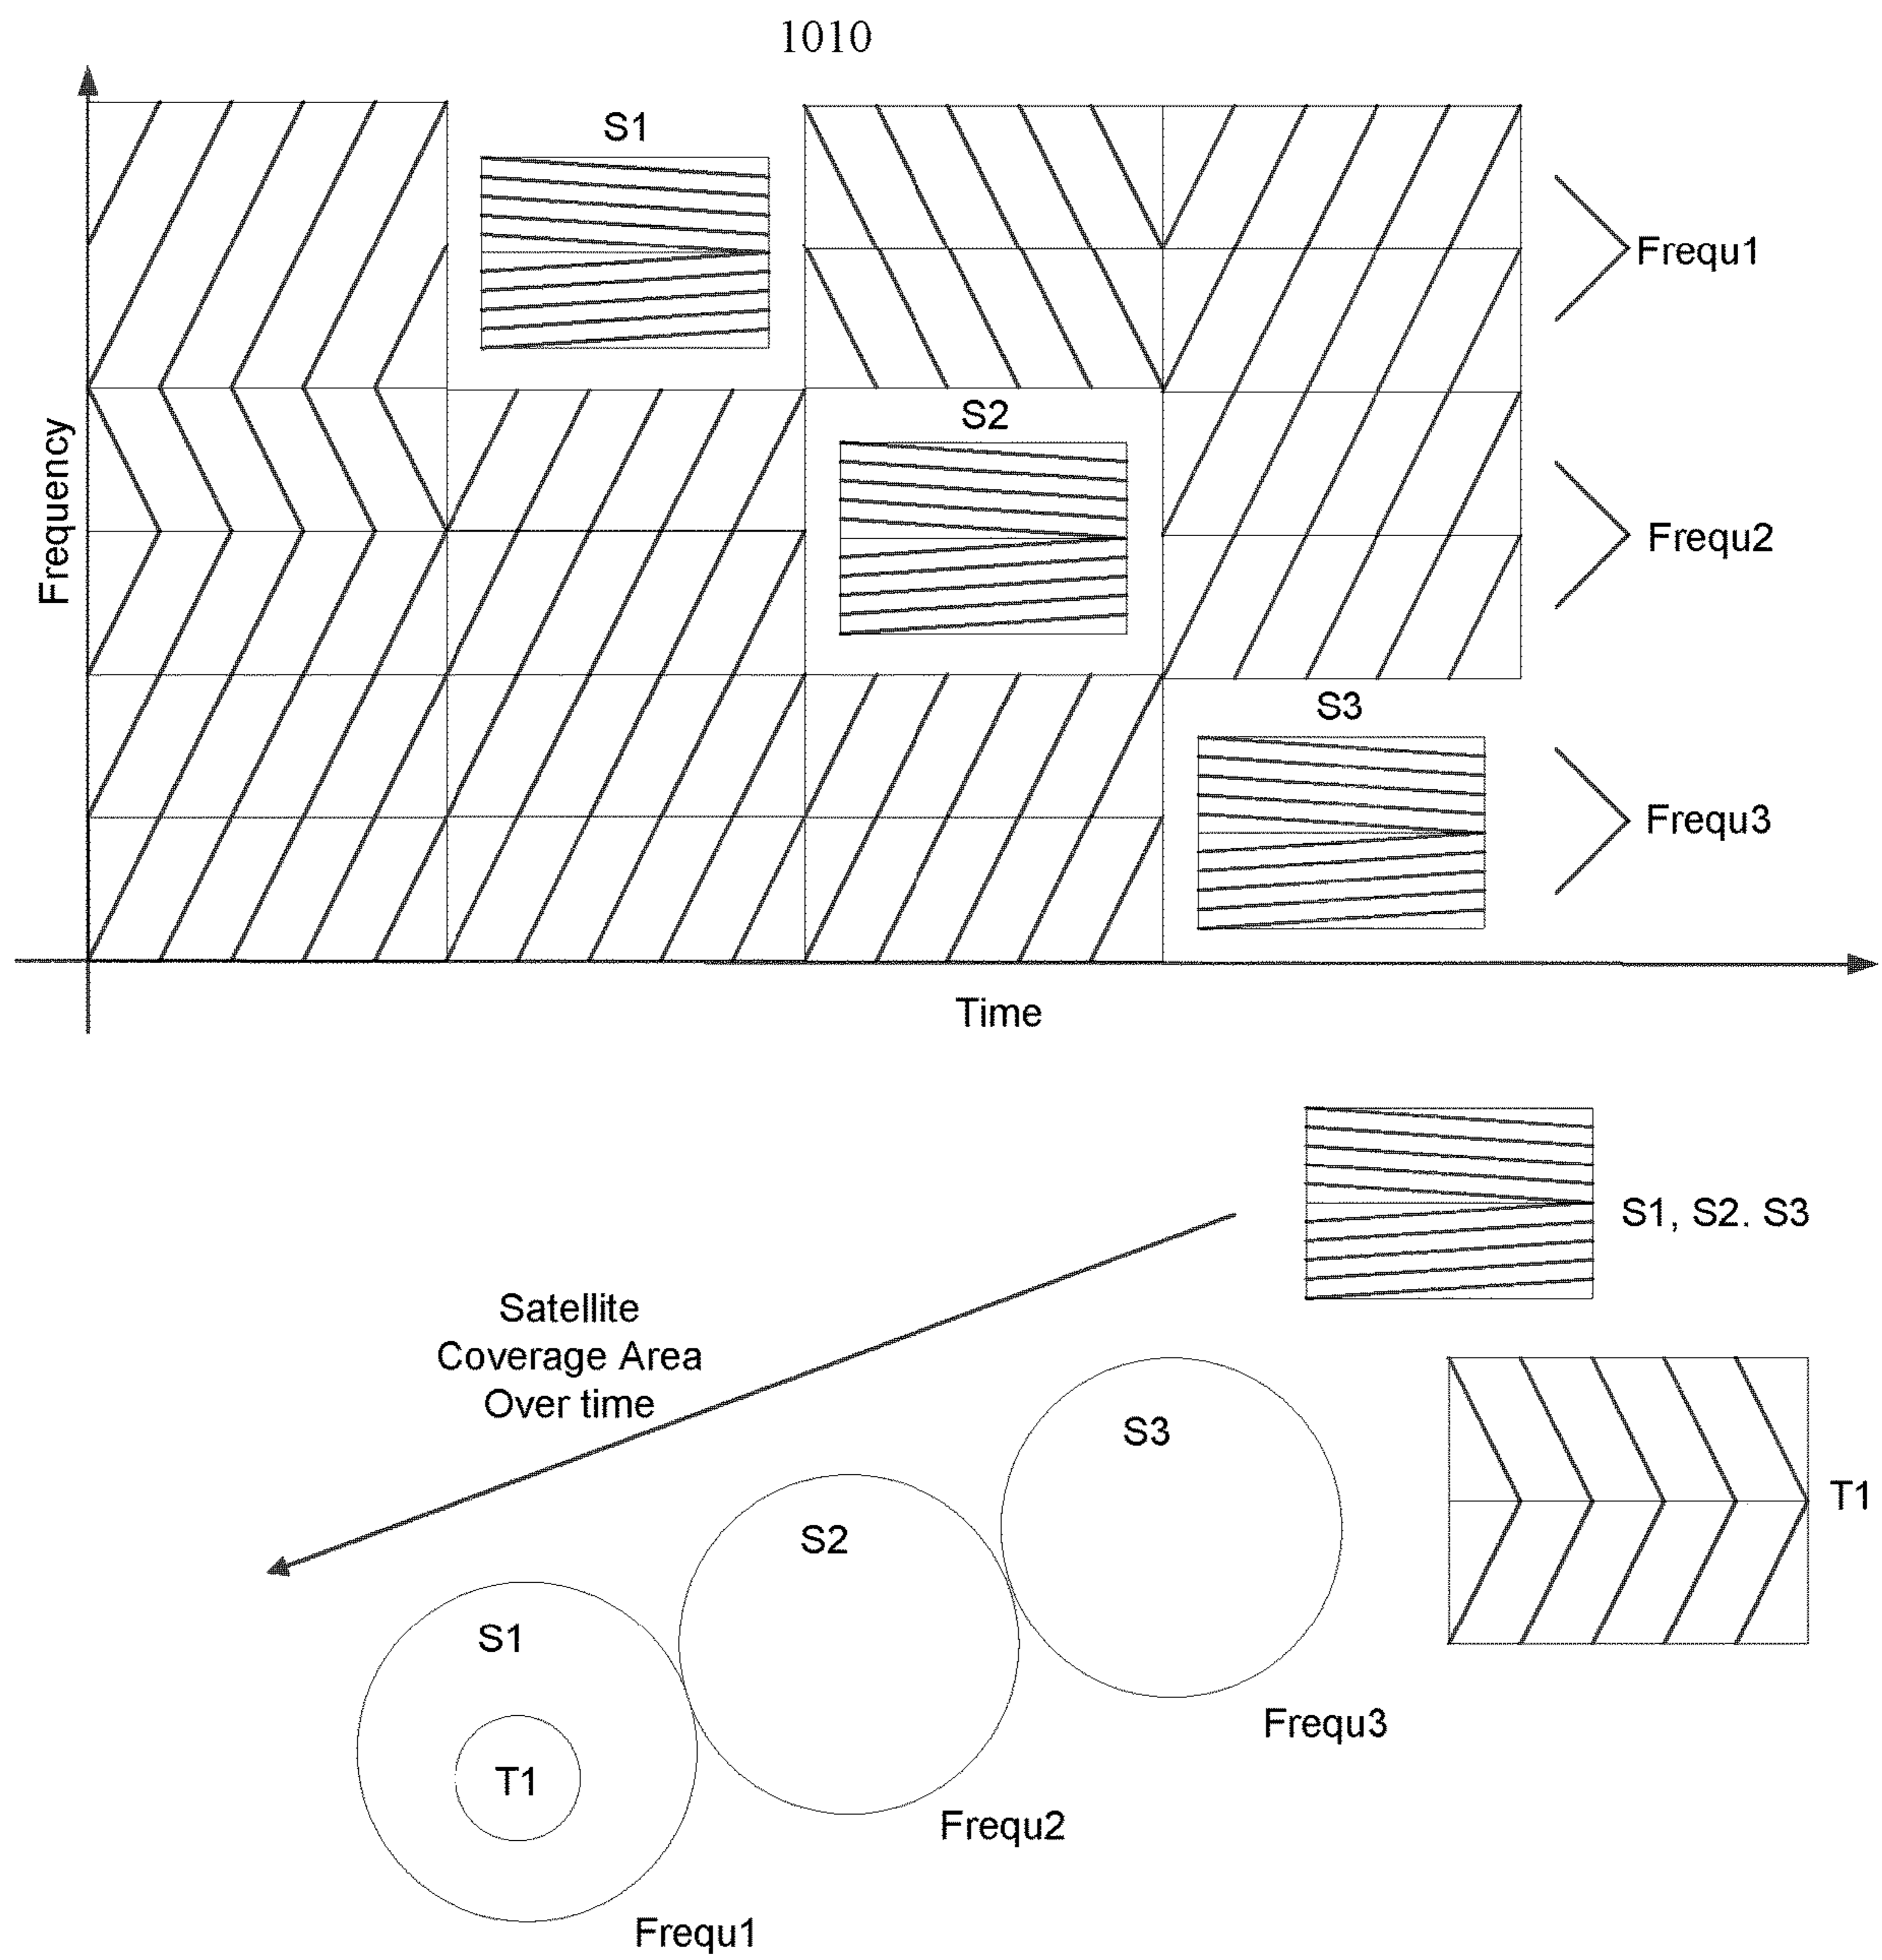 1010
S1
Frequ1
Frequency
S2
Frequ2
S3
Frequ3
Time
S1, S2. S3
Satellite
Coverage Area
Over time
S3
T1
S2
S1
Frequ3
T1
Frequ2
Frequ1